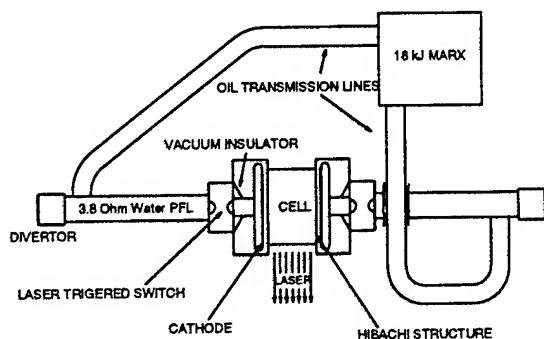 18 kJ MARX
OIL TRANSMISSION LINES
VACUUM INSULATOR
3.8 Ohm Water PFL
CELL
DIVERTOR
LASER
LASER TRIGERED SWITCH
CATHODE
HIBACHI STRUCTURE